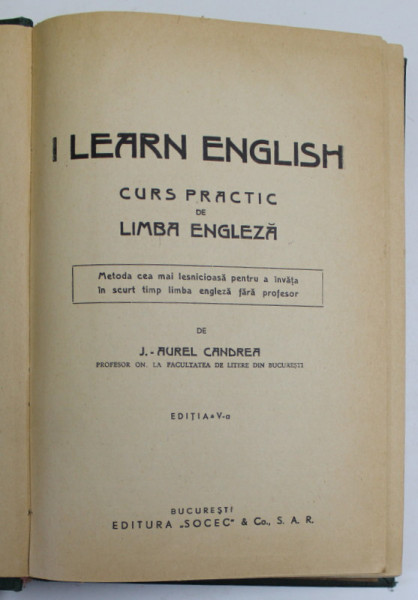 I LEARN ENGLISH
CURS PRACTIC
DE
LIMBA ENGLEZĂ
Metoda cea mai lesnicioasă pentru a învăța
în scurt timp limba engleză fără profesor
DE
J.-AUREL CANDREA
PROFESOR ON. LA FACULTATEA DE LITERE DIN BUCUREȘTI
EDIȚIA a V-a
BUCUREȘTI
EDITURA „SOCEC" & Co., S. A. R.